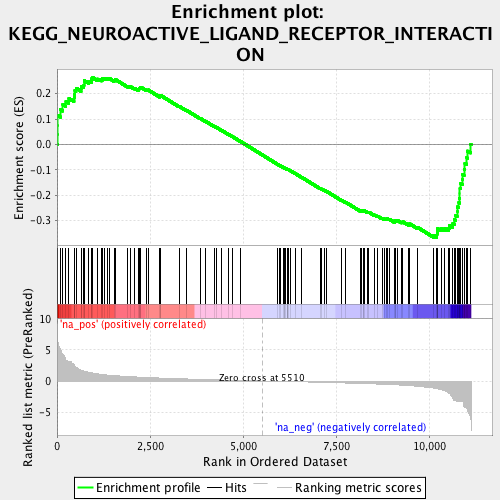 Enrichment plot:
KEGG_NEUROACTIVE_LIGAND_RECEPTOR_INTERACTI
ON
Enrichment score (ES)
0.2
0.1
0.0
-0.1
-0.2
-0.3
'na_pos' (positively correlated)
Ranked list metric (PreRanked)
10
5
0
-5
Zero cross at 5510
'na_neg' (negatively correlated)
0
2,500
5,000
7,500
10,000
Rank in Ordered Dataset
Enrichment profile
Hits
Ranking metric scores